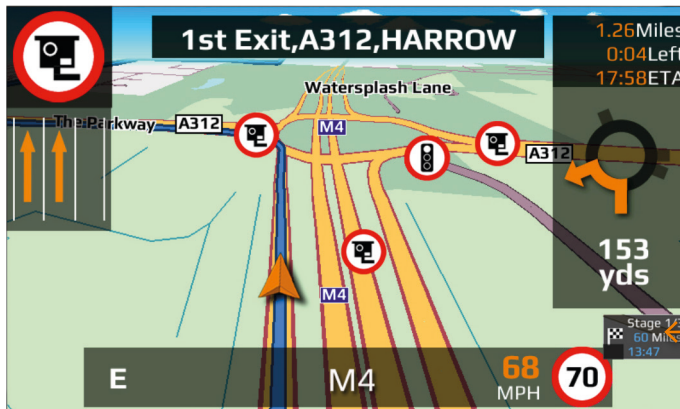 1st Exit,A312,HARROW
1.26Miles
0:04Left
17:58ETA
Watersplash Lane
The Parkway
A312
M4
A312
153
yds
M4
Stage 1/
60 Miles
13:47
E
M4
68
MPH
70